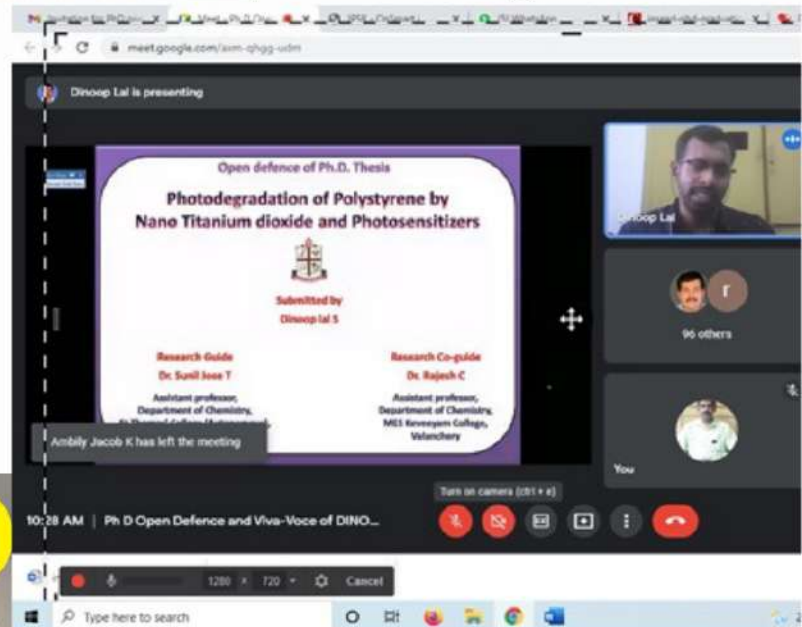 meet.google.com/axm-qhgg-udm
Dinoop Lal is presenting
Open defence of Ph.D. Thesis
Photodegradation of Polystyrene by
Nano Titanium dioxide and Photosensitizers
Submitted by
Dinoop lal S
Research Guide
Dr. Sunil Jose T
Assistant professor,
Department of Chemistry,
Research Co-guide
Dr. Rajesh C
Assistant professor,
Department of Chemistry,
MES Keveeyam College,
Valanchery
Ambily Jacob K has left the meeting
Dinoop Lal
r
96 others
You
Turn on camera (ctrl + e)
10:28 AM | Ph D Open Defence and Viva-Voce of DINO...
1280 × 720
Cancel
Type here to search